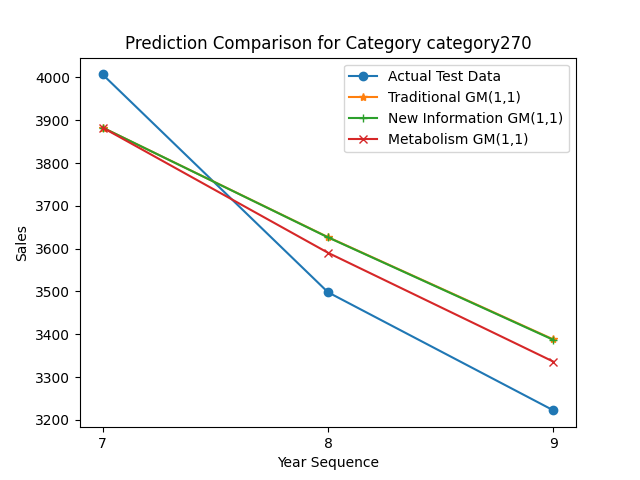 Prediction Comparison for Category category270
Actual Test Data
Traditional GM(1,1)
New Information GM(1,1)
Metabolism GM(1,1)
Sales
4000
3900
3800
3700
3600
3500
3400
3300
3200
7
8
9
Year Sequence